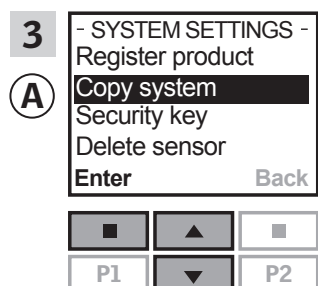 3
A
- SYSTEM SETTINGS -
Register product
Copy system
Security key
Delete sensor
Enter Back
P1 P2